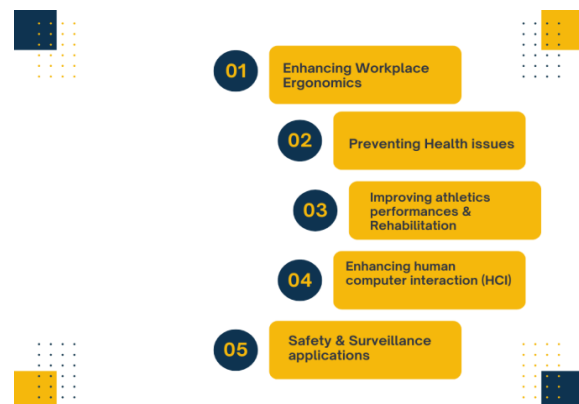 01
Enhancing Workplace
Ergonomics
02
Preventing Health issues
03
Improving athletics
performances &
Rehabilitation
04
Enhancing human
computer interaction (HCI)
05
Safety & Surveillance
applications